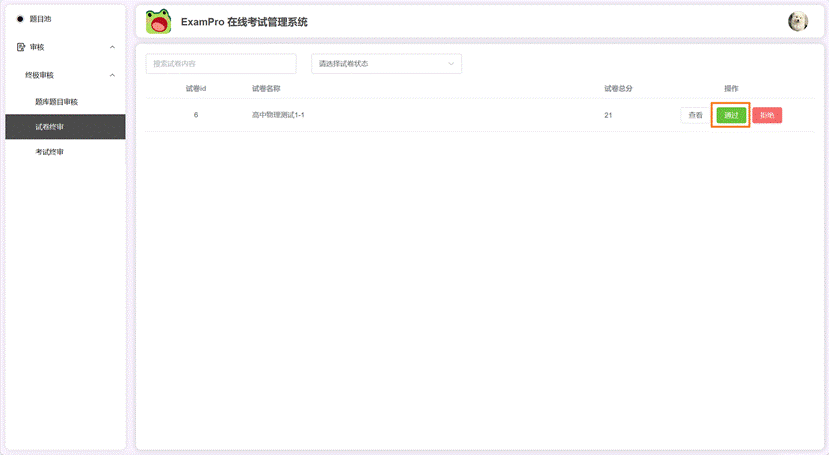 题目池
审核
终极审核
题库题目审核
试卷终审
考试终审
ExamPro 在线考试管理系统
搜索试卷内容
请选择试卷状态
试卷id 试卷名称 试卷总分 操作
6 高中物理测试1-1 21 查看 通过 拒绝